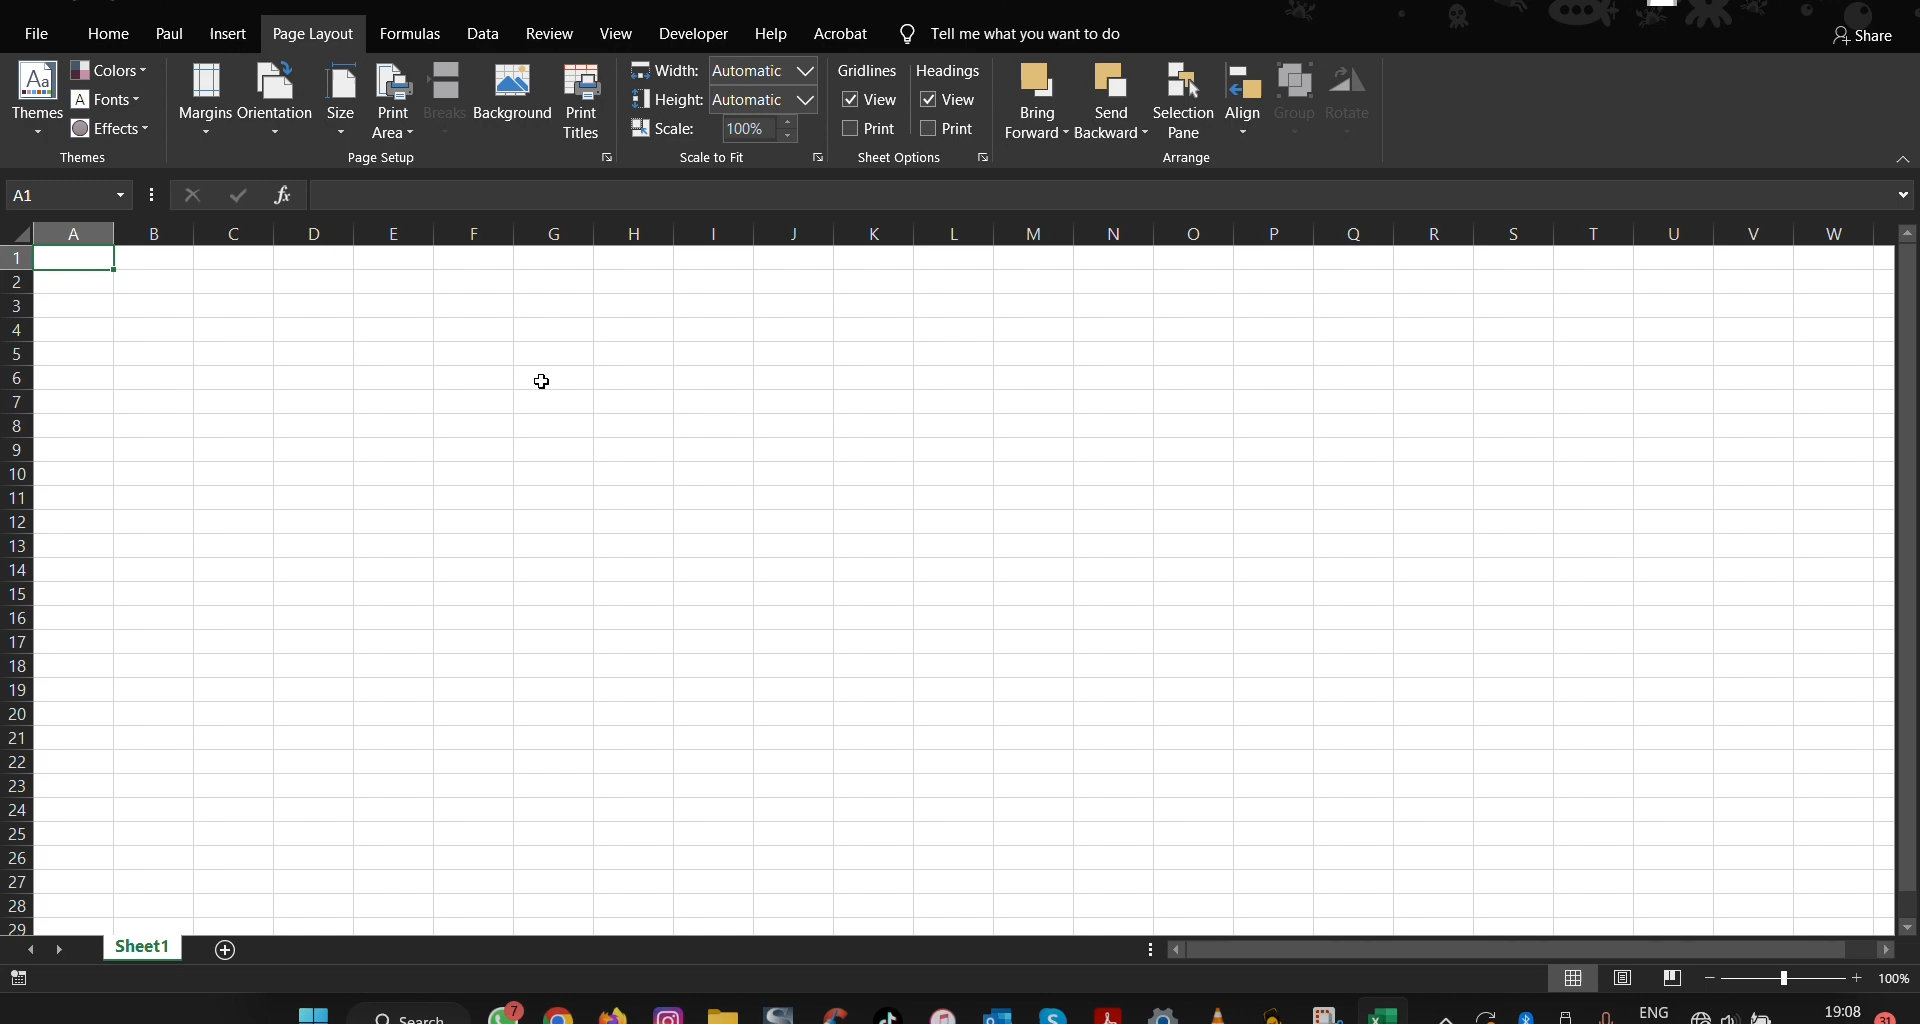 File Home Paul Insert Page Layout Formulas Data Review View Developer Help Acrobat Tell me what you want to do Share
Aa Themes
Colors
A Fonts
Effects
Themes
Margins Orientation Size Print Area Breaks Background Print Titles
Page Setup
Width: Automatic
Height: Automatic
Scale: 100%
Scale to Fit
Gridlines Headings
View View
Print Print
Sheet Options
Bring Forward Send Backward Selection Pane Align Group Rotate
Arrange
A1 fx
A B C D E F G H I J K L M N O P Q R S T U V W
1
2
3
4
5
6
7
8
9
10
11
12
13
14
15
16
17
18
19
20
21
22
23
24
25
26
27
28
29
Sheet1
100%
Search 7 ENG 19:08 31